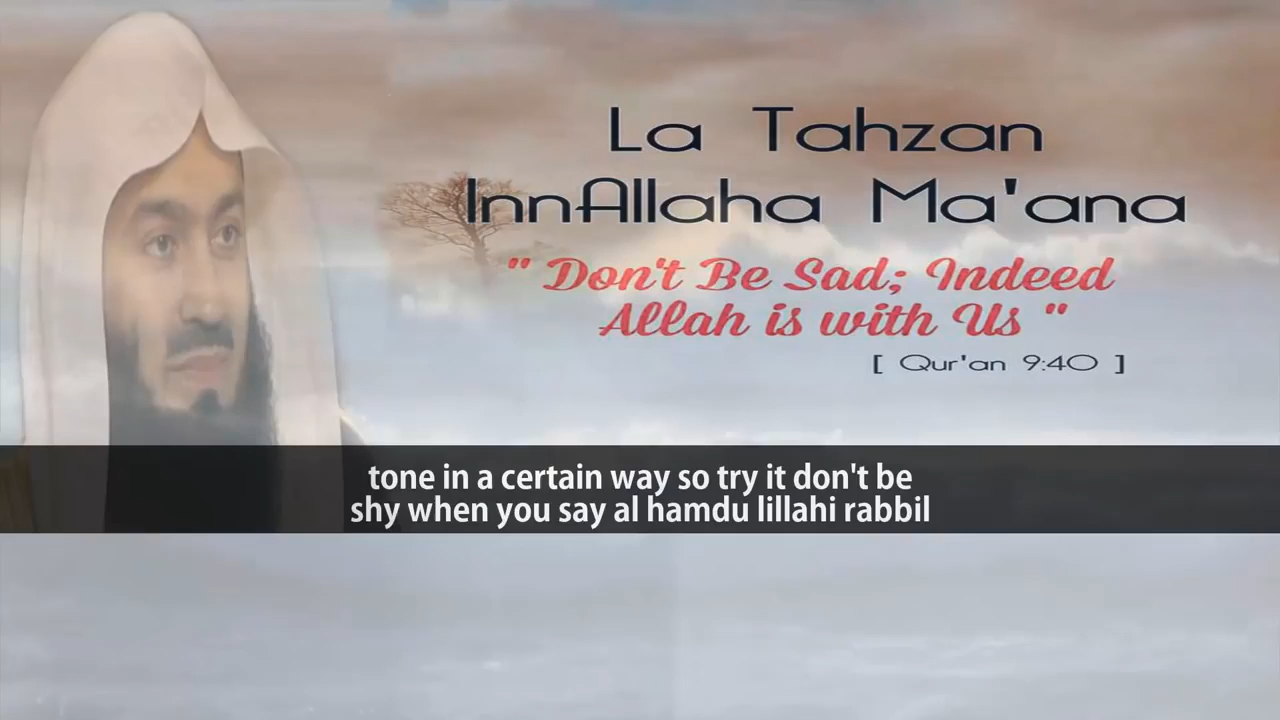 La Tahzan
InnAllaha Ma'ana
" Don't Be Sad; Indeed
Allah is with Us "
[ Qur'an 9:40 ]
tone in a certain way so try it don't be
shy when you say al hamdu lillahi rabbil